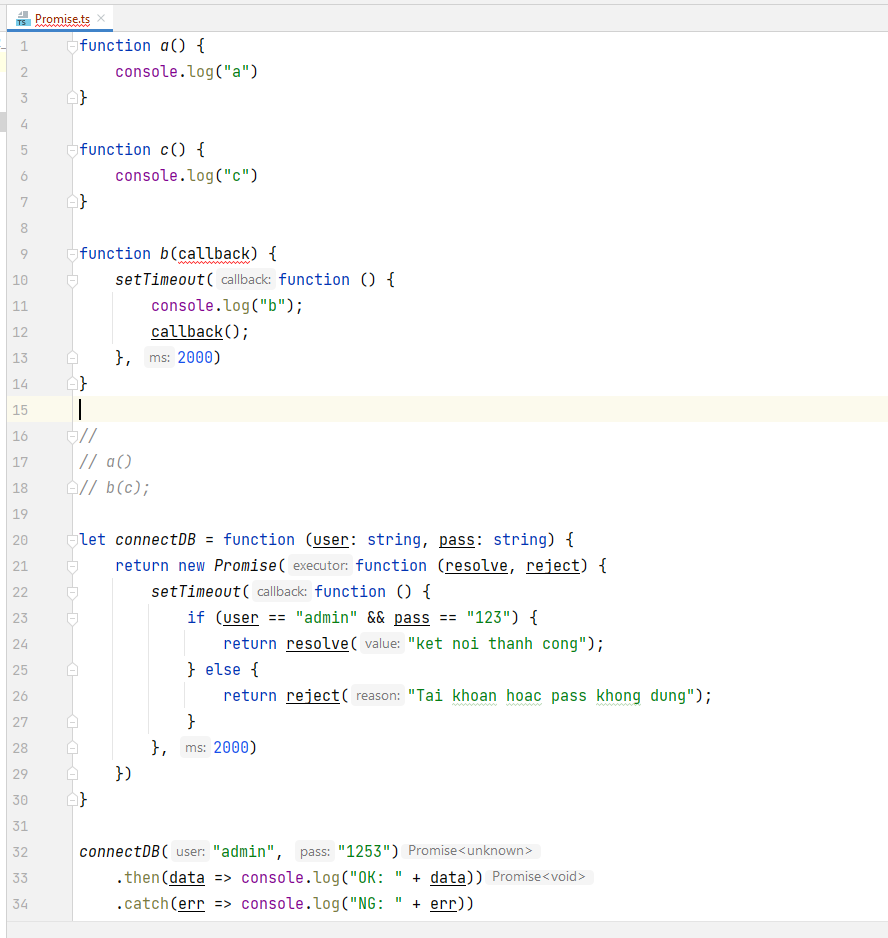 TS Promise.ts
1 function a() {
2 console.log("a")
3 }
4
5 function c() {
6 console.log("c")
7 }
8
9 function b(callback) {
10 setTimeout( callback: function () {
11 console.log("b");
12 callback();
13 }, ms: 2000)
14 }
15
16 //
17 // a()
18 // b(c);
19
20 let connectDB = function (user: string, pass: string) {
21 return new Promise( executor: function (resolve, reject) {
22 setTimeout( callback: function () {
23 if (user == "admin" && pass == "123") {
24 return resolve( value: "ket noi thanh cong");
25 } else {
26 return reject( reason: "Tai khoan hoac pass khong dung");
27 }
28 }, ms: 2000)
29 })
30 }
31
32 connectDB( user: "admin", pass: "1253") Promise<unknown>
33 .then(data => console.log("OK: " + data)) Promise<void>
34 .catch(err => console.log("NG: " + err))